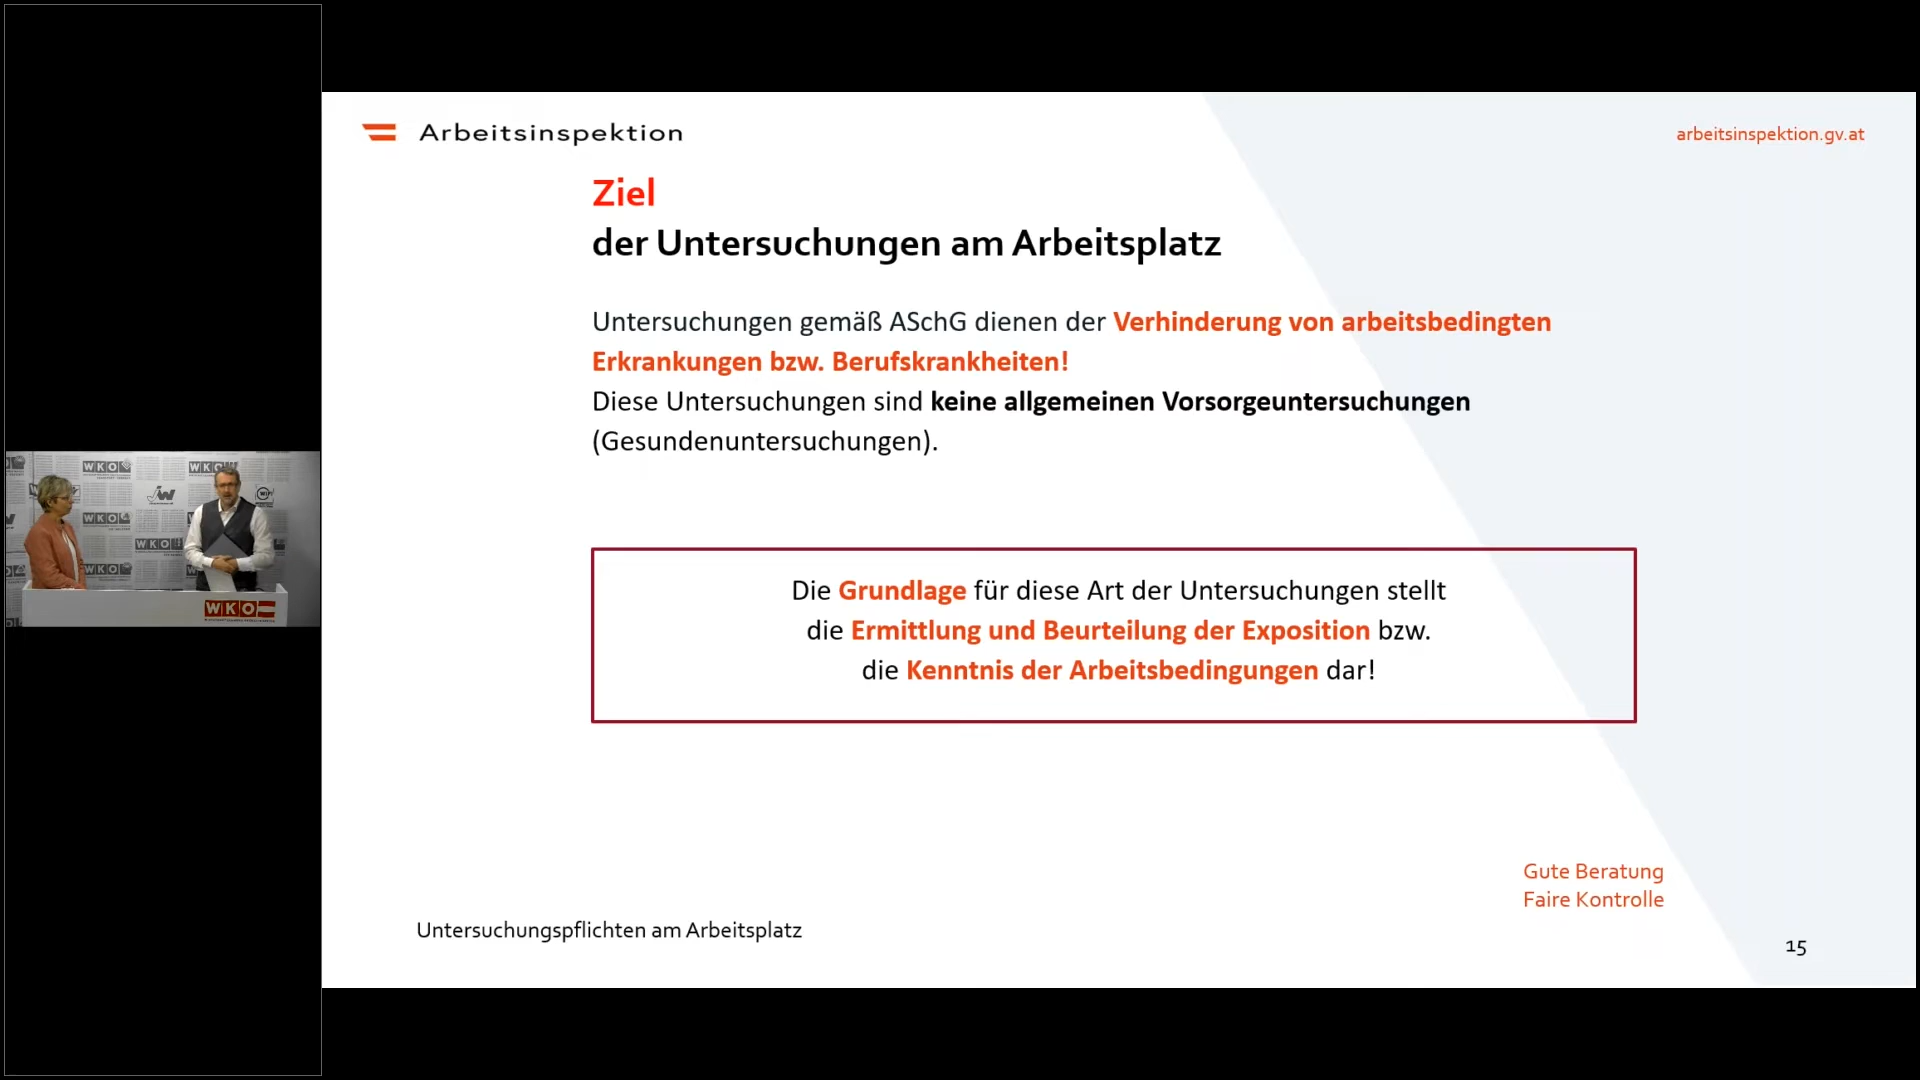 Arbeitsinspektion
arbeitsinspektion.gv.at
Ziel
der Untersuchungen am Arbeitsplatz
Untersuchungen gemäß ASchG dienen der Verhinderung von arbeitsbedingten
Erkrankungen bzw. Berufskrankheiten!
Diese Untersuchungen sind keine allgemeinen Vorsorgeuntersuchungen
(Gesundenuntersuchungen).
Die Grundlage für diese Art der Untersuchungen stellt
die Ermittlung und Beurteilung der Exposition bzw.
die Kenntnis der Arbeitsbedingungen dar!
Gute Beratung
Faire Kontrolle
Untersuchungspflichten am Arbeitsplatz
15
WKO
WKO
JW
WKO
WKO
WKO
WKO